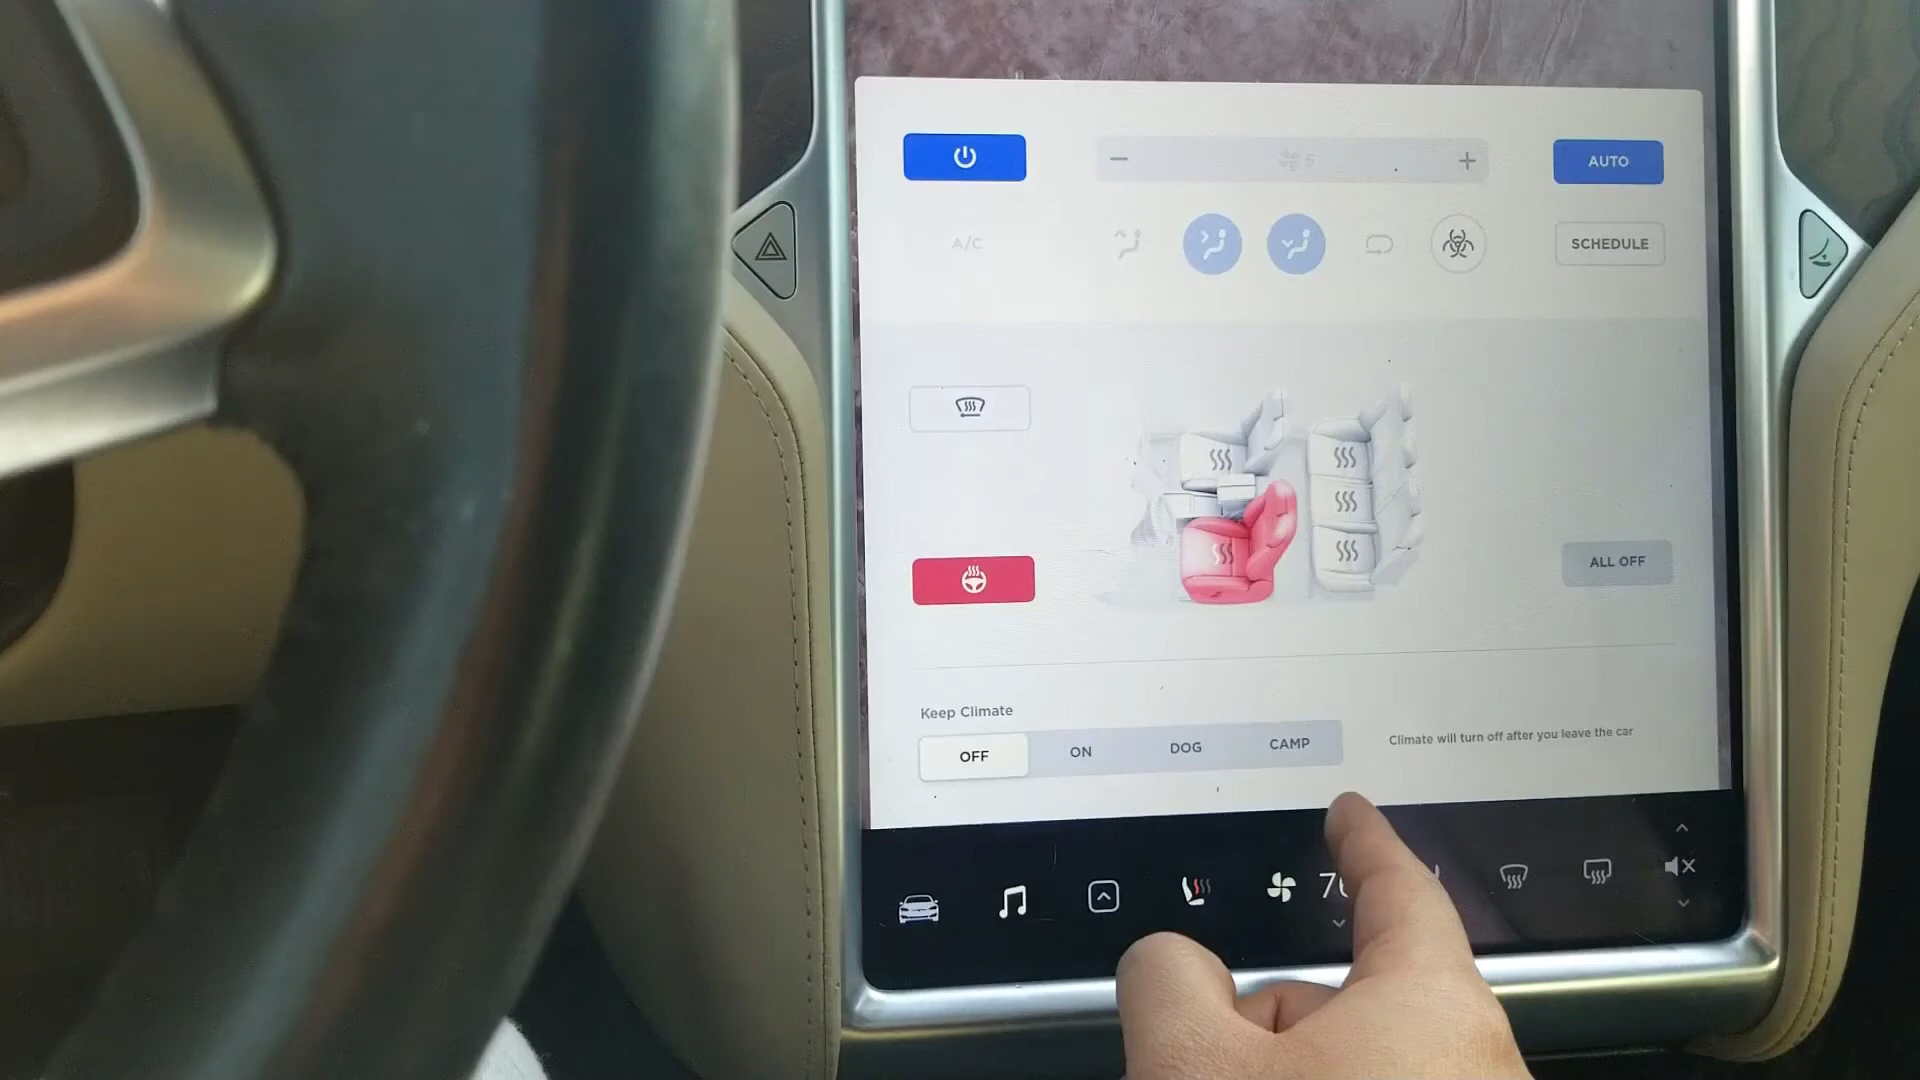 5
AUTO
A/C
SCHEDULE
ALL OFF
Keep Climate
OFF
ON
DOG
CAMP
Climate will turn off after you leave the car